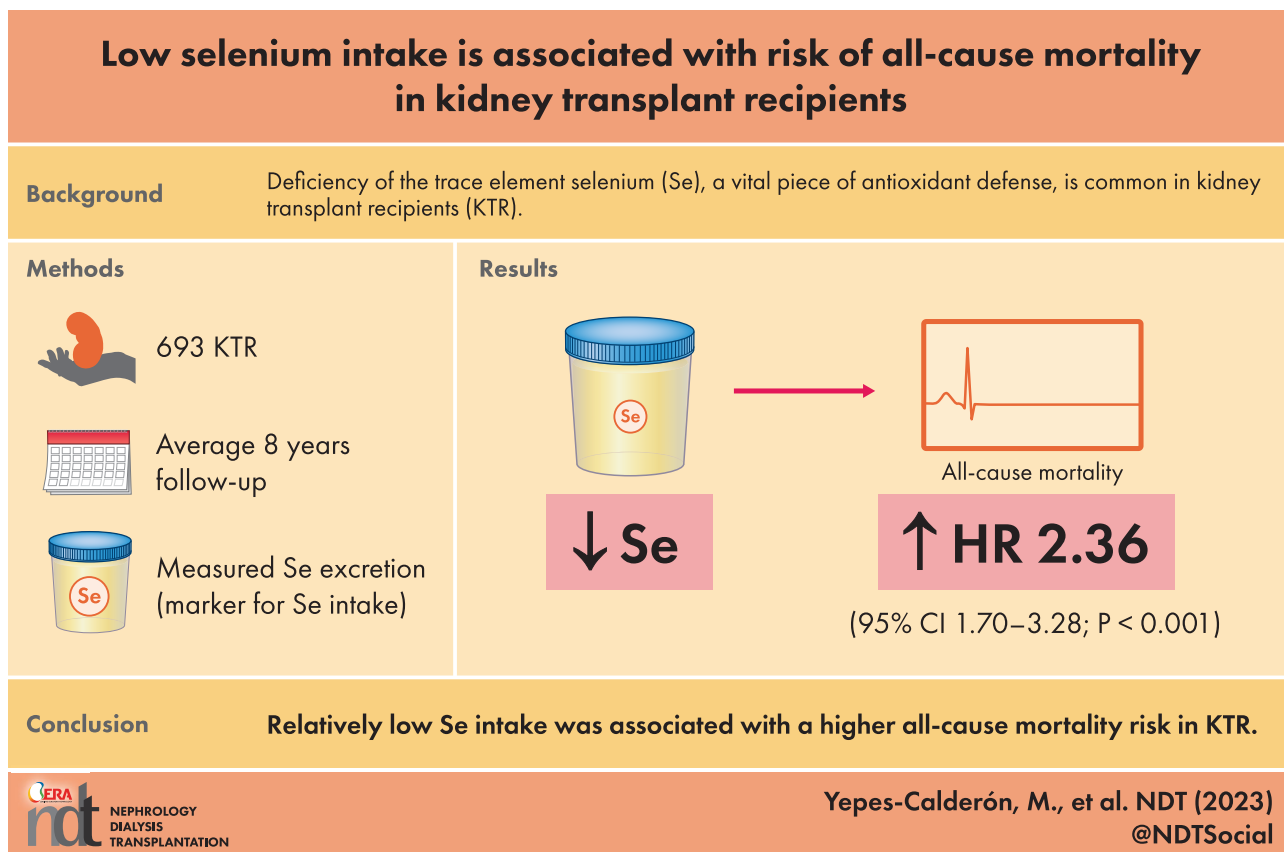 Low selenium intake is associated with risk of all-cause mortality
in kidney transplant recipients
Background
Deficiency of the trace element selenium (Se), a vital piece of antioxidant defense, is common in kidney
transplant recipients (KTR).
Methods
693 KTR
Average 8 years
follow-up
Se
Measured Se excretion
(marker for Se intake)
Results
Se
All-cause mortality
↓ Se
↑ HR 2.36
(95% CI 1.70–3.28; P < 0.001)
Conclusion
Relatively low Se intake was associated with a higher all-cause mortality risk in KTR.
ERA
ndt
NEPHROLOGY
DIALYSIS
TRANSPLANTATION
Yepes-Calderón, M., et al. NDT (2023)
@NDTSocial